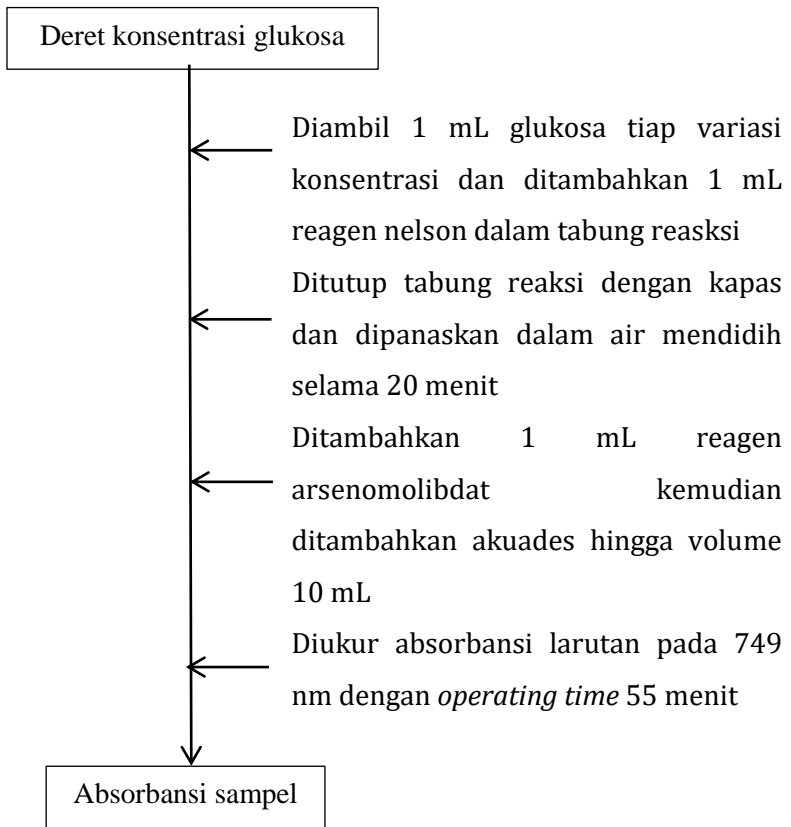 Deret konsentrasi glukosa
Diambil 1 mL glukosa tiap variasi
konsentrasi dan ditambahkan 1 mL
reagen nelson dalam tabung reasksi
Ditutup tabung reaksi dengan kapas
dan dipanaskan dalam air mendidih
selama 20 menit
Ditambahkan 1 mL reagen
arsenomolibdat kemudian
ditambahkan akuades hingga volume
10 mL
Diukur absorbansi larutan pada 749
nm dengan operating time 55 menit
Absorbansi sampel